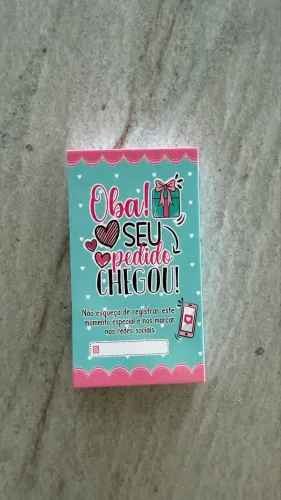 Oba!
SEU
pedido
CHEGOU!
Não esqueça de registrar este
momento especial e nos marcar
nas redes sociais.